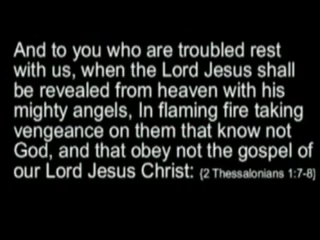 And to you who are troubled rest
with us, when the Lord Jesus shall
be revealed from heaven with his
mighty angels, In flaming fire taking
vengeance on them that know not
God, and that obey not the gospel of
our Lord Jesus Christ: {2 Thessalonians 1:7-8}